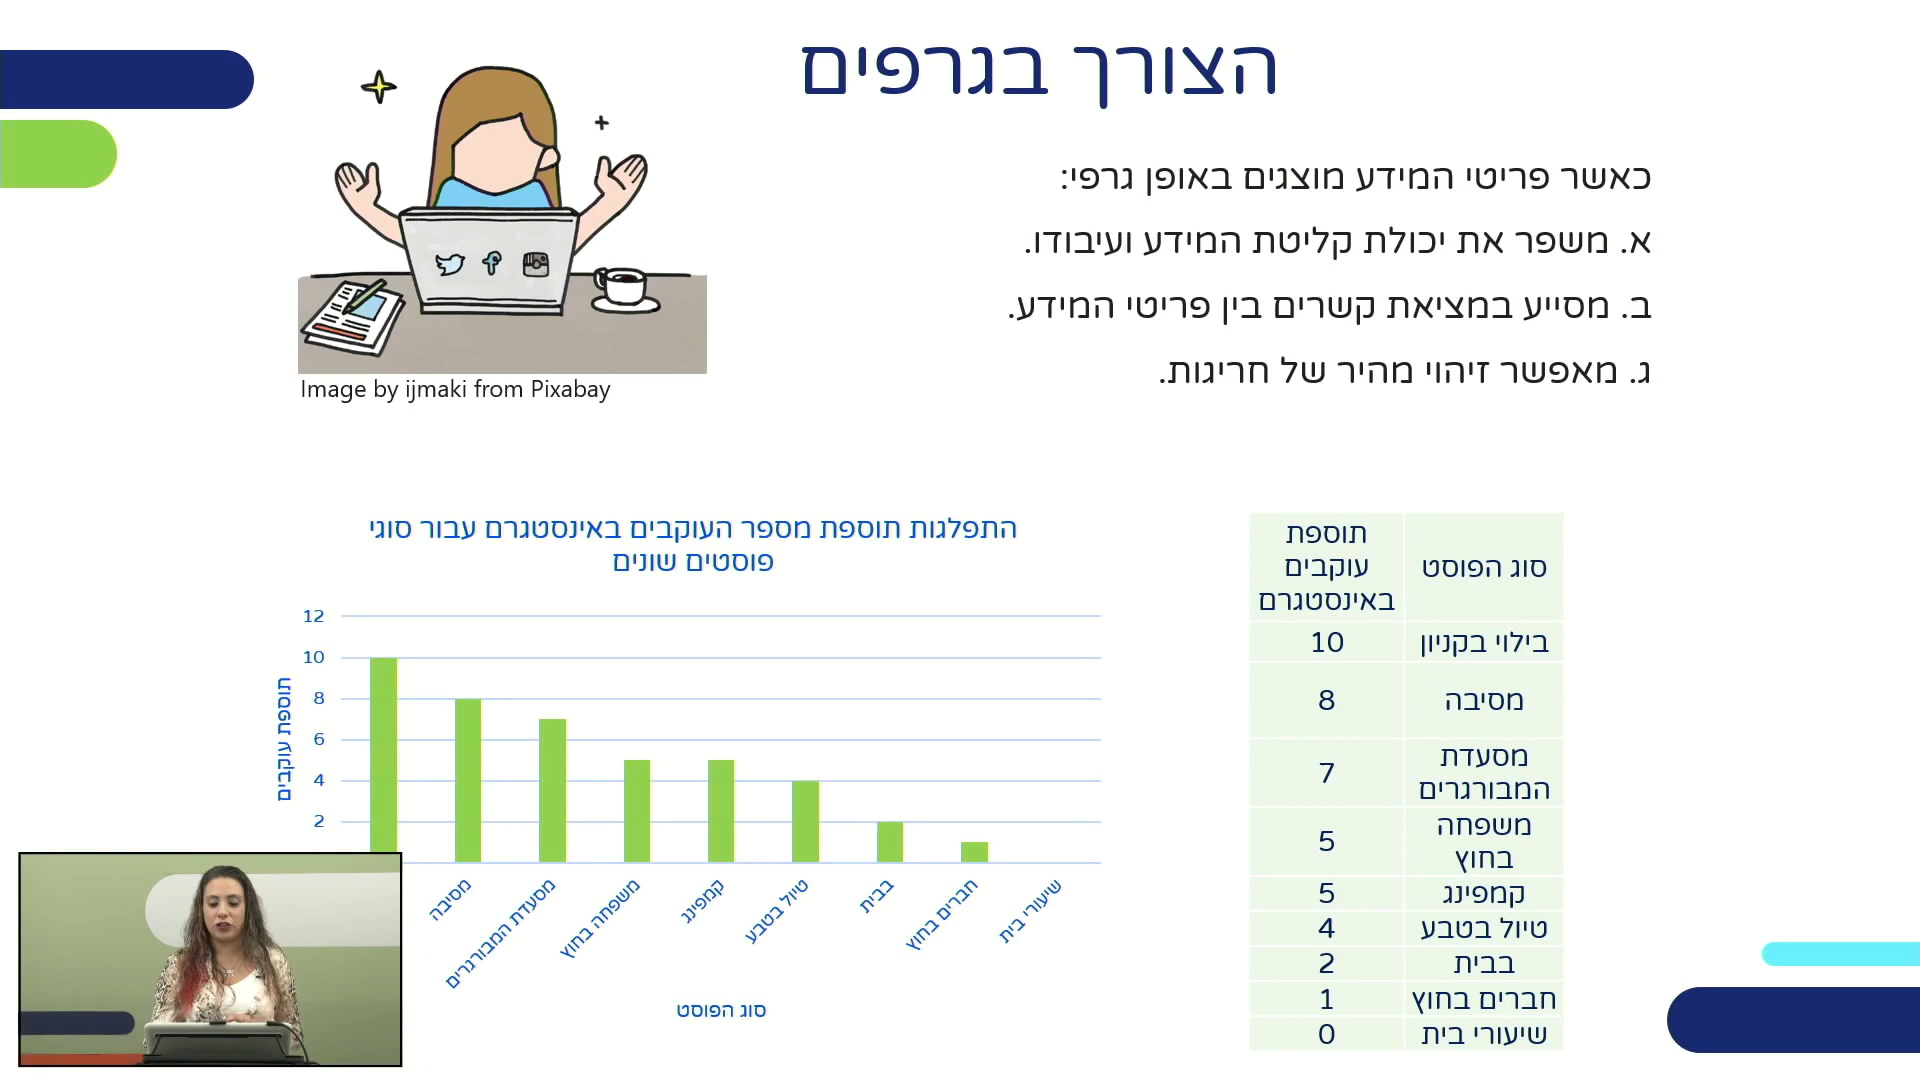 הצורך בגרפים
כאשר פריטי המידע מוצגים באופן גרפי:
א. משפר את יכולת קליטת המידע ועיבודו.
ב. מסייע במציאת קשרים בין פריטי המידע.
ג. מאפשר זיהוי מהיר של חריגות.
Image by ijmaki from Pixabay
סוג הפוסט
תוספת
עוקבים
באינסטגרם
בילוי בקניון 10
מסיבה 8
מסעדת
המבורגרים 7
משפחה
בחוץ 5
קמפינג 5
טיול בטבע 4
בבית 2
חברים בחוץ 1
שיעורי בית 0
התפלגות תוספת מספר העוקבים באינסטגרם עבור סוגי
פוסטים שונים
תוספת עוקבים
12
10
8
6
4
2
מסיבה
מסעדת המבורגרים
משפחה בחוץ
קמפינג
טיול בטבע
בבית
חברים בחוץ
שיעורי בית
סוג הפוסט